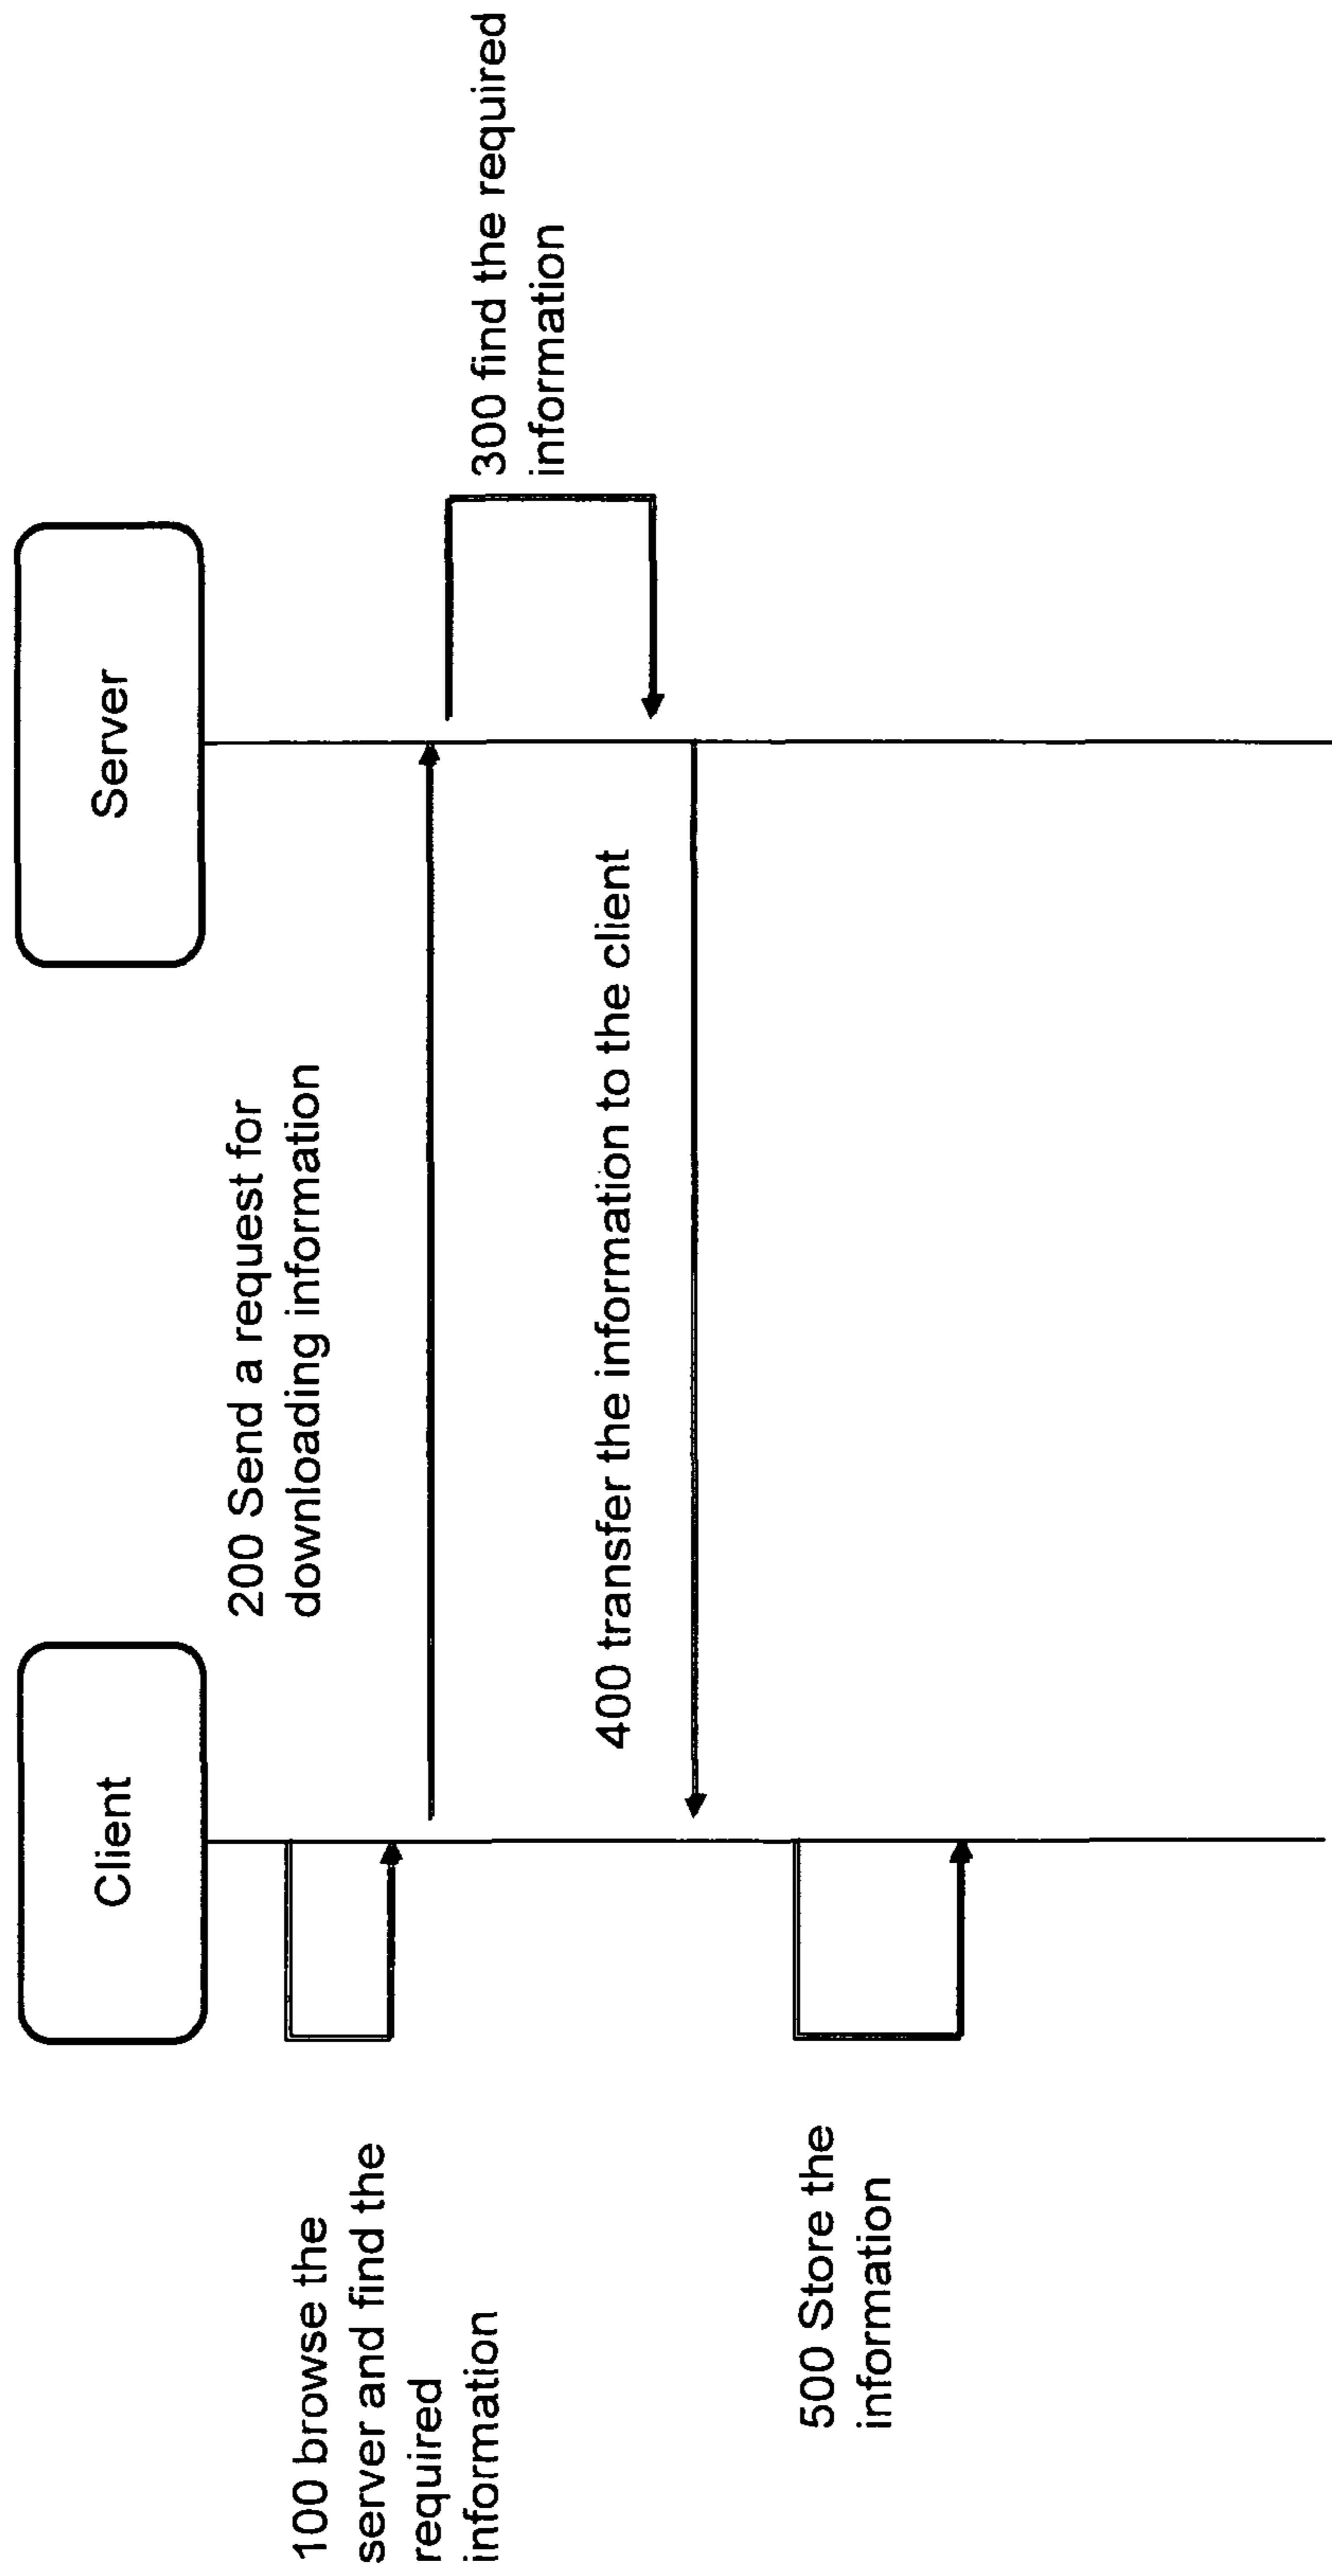 Client
Server
100 browse the
server and find the
required
information
200 Send a request for
downloading information
300 find the required
information
400 transfer the information to the client
500 Store the
information